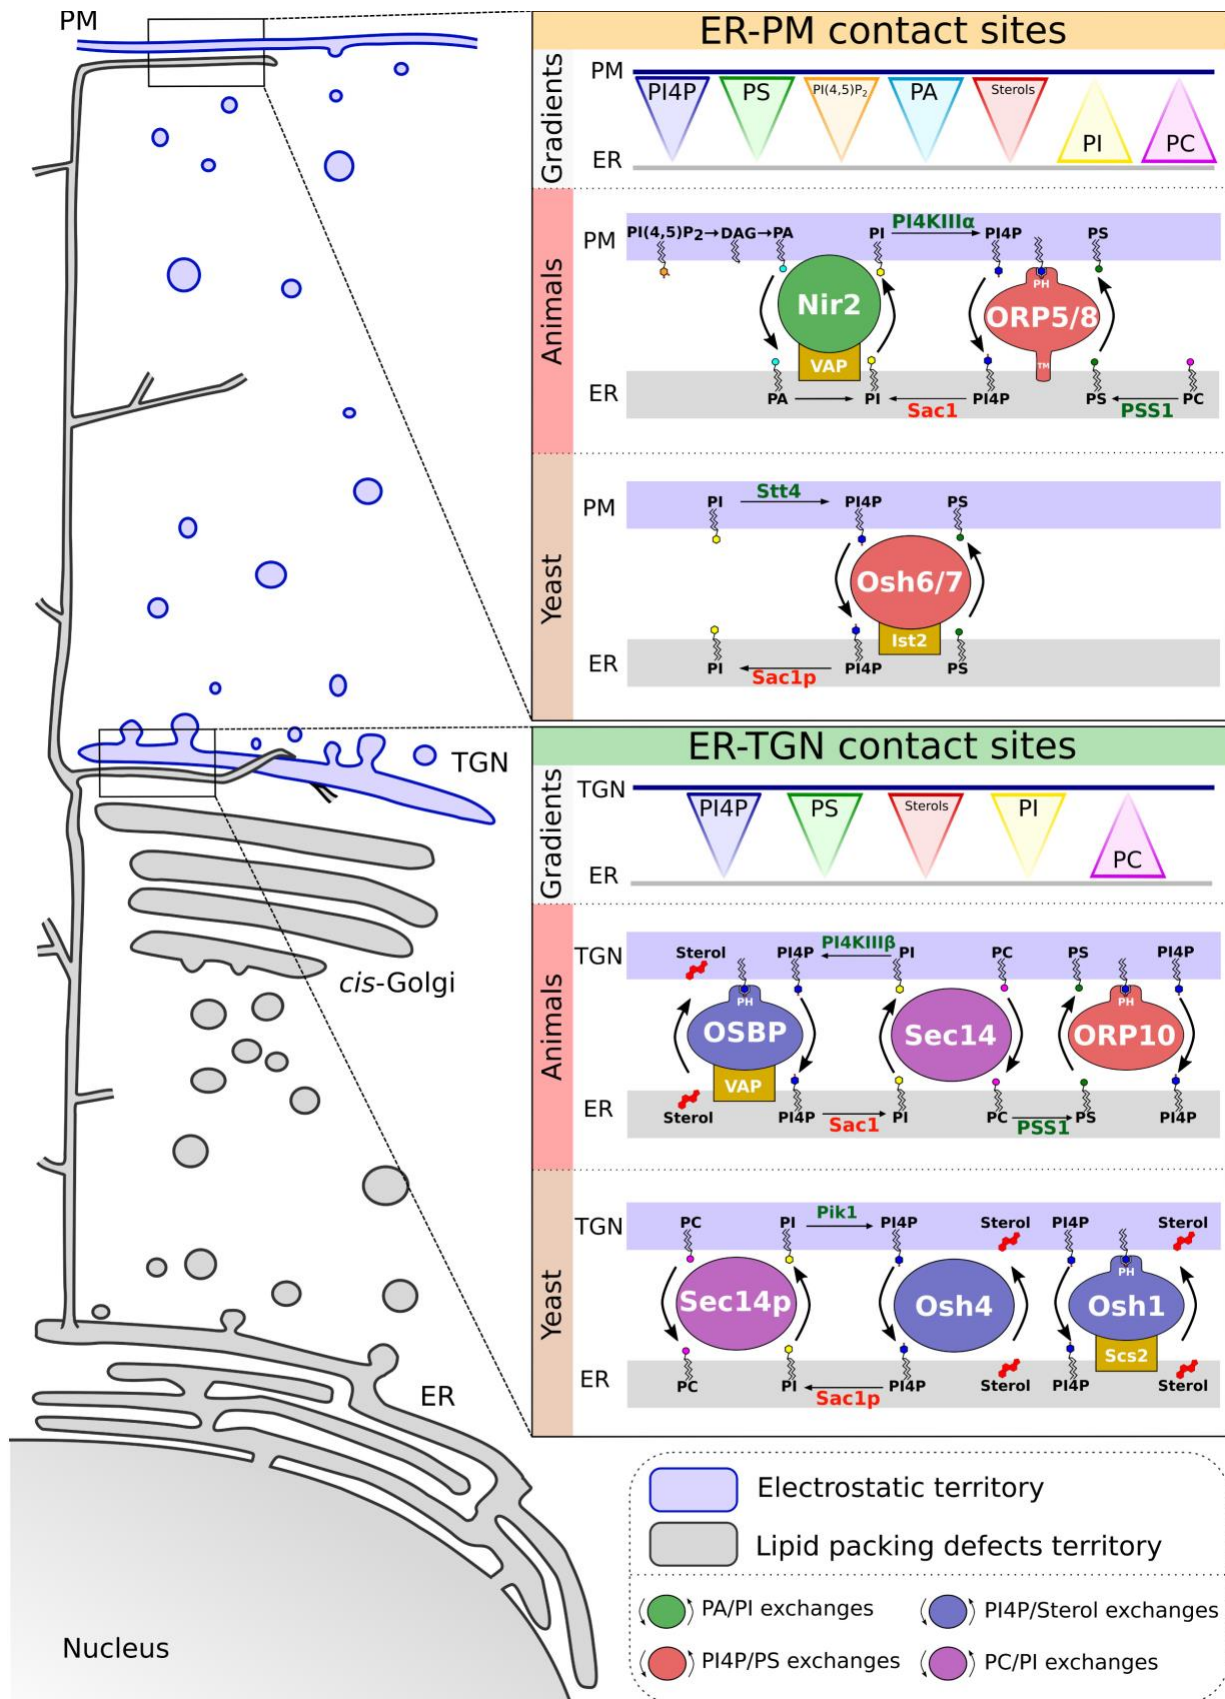 PM
ER-PM contact sites
Gradients
PM
PI4P PS PI(4,5)P2 PA Sterols PI PC
ER
Animals
PM
PI(4,5)P2→DAG→PA PI PI4KIIIα PI4P PS
PH
Nir2 ORP5/8
VAP TM
ER
PA PI Sac1 PI4P PS PSS1 PC
Yeast
PM
PI Stt4 PI4P PS
Osh6/7
Ist2
ER
PI Sac1p PI4P PS
TGN
cis-Golgi
ER
Nucleus
ER-TGN contact sites
Gradients
TGN
PI4P PS Sterols PI PC
ER
Animals
TGN
Sterol PI4P PI4KIIIβ PI PC PS PI4P
PH PH
OSBP Sec14 ORP10
VAP
ER
Sterol PI4P Sac1 PI PC PSS1 PS PI4P
Yeast
TGN
PC PI Pik1 PI4P Sterol PI4P Sterol
PH
Sec14p Osh4 Osh1
Scs2
ER
PC PI Sac1p PI4P Sterol PI4P Sterol
Electrostatic territory
Lipid packing defects territory
PA/PI exchanges PI4P/Sterol exchanges
PI4P/PS exchanges PC/PI exchanges